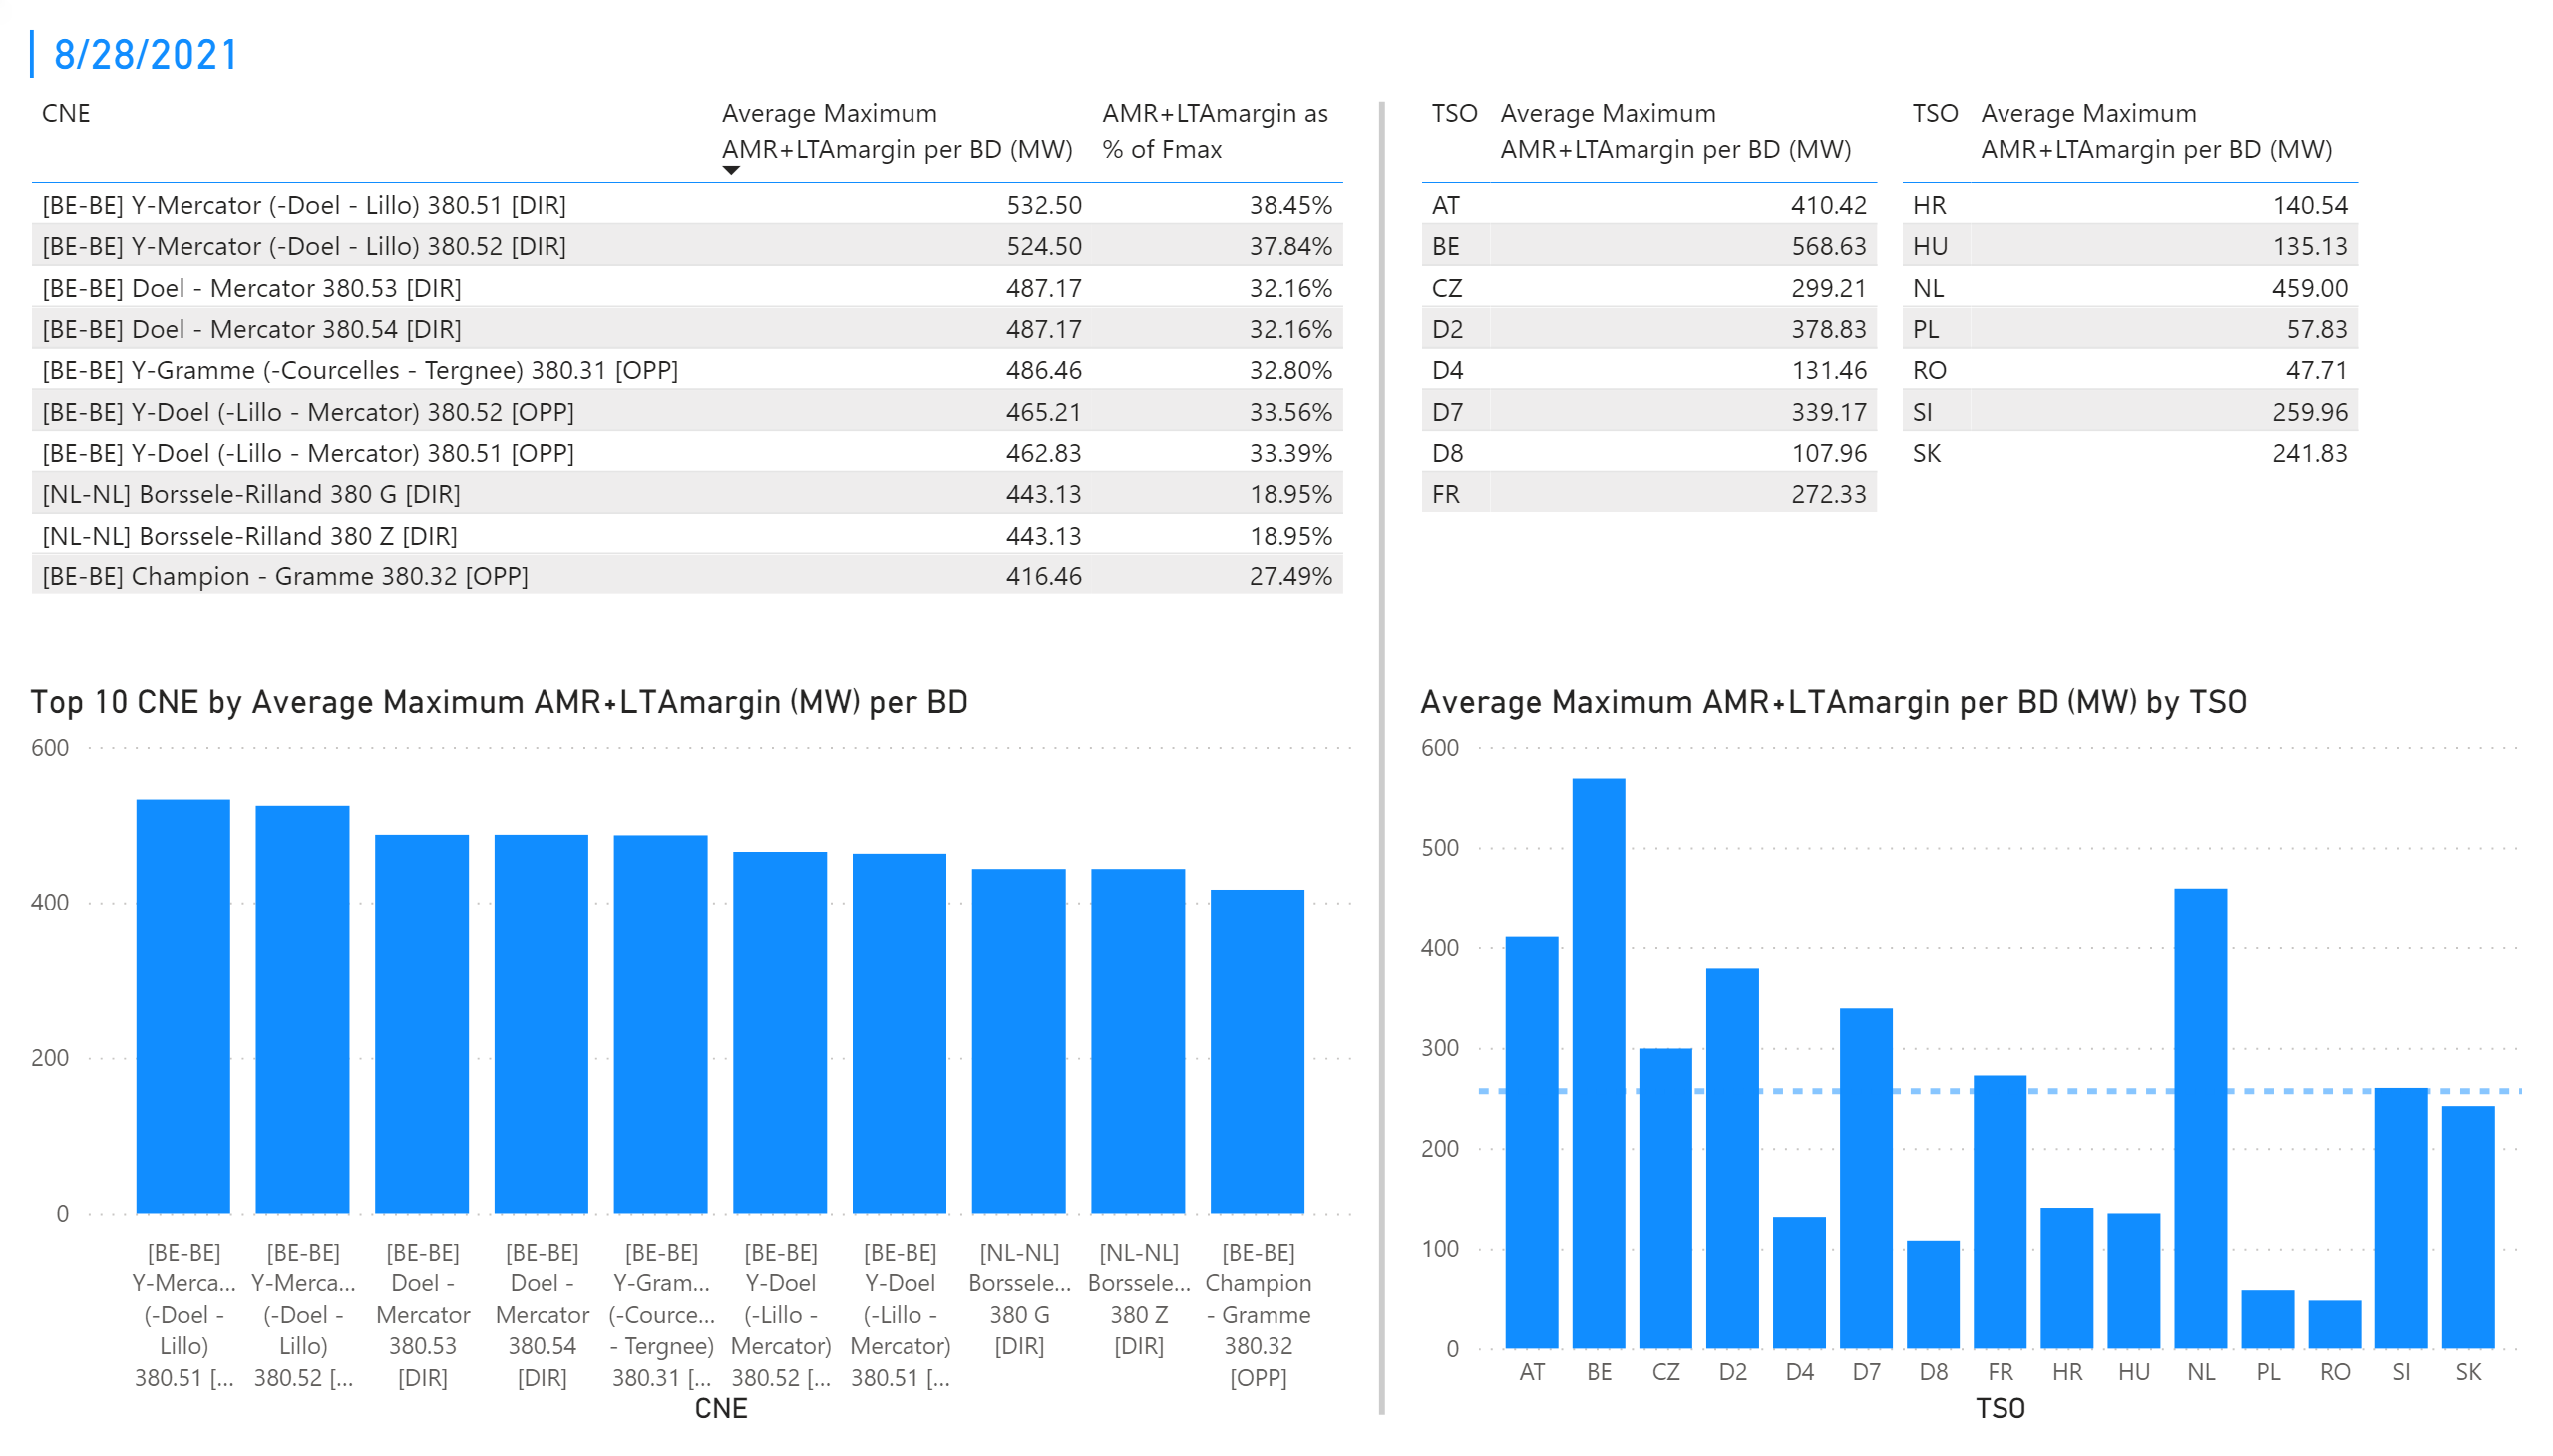 8/28/2021
CNE Average Maximum AMR+LTAmargin as
AMR+LTAmargin per BD (MW) % of Fmax
[BE-BE] Y-Mercator (-Doel - Lillo) 380.51 [DIR] 532.50 38.45%
[BE-BE] Y-Mercator (-Doel - Lillo) 380.52 [DIR] 524.50 37.84%
[BE-BE] Doel - Mercator 380.53 [DIR] 487.17 32.16%
[BE-BE] Doel - Mercator 380.54 [DIR] 487.17 32.16%
[BE-BE] Y-Gramme (-Courcelles - Tergnee) 380.31 [OPP] 486.46 32.80%
[BE-BE] Y-Doel (-Lillo - Mercator) 380.52 [OPP] 465.21 33.56%
[BE-BE] Y-Doel (-Lillo - Mercator) 380.51 [OPP] 462.83 33.39%
[NL-NL] Borssele-Rilland 380 G [DIR] 443.13 18.95%
[NL-NL] Borssele-Rilland 380 Z [DIR] 443.13 18.95%
[BE-BE] Champion - Gramme 380.32 [OPP] 416.46 27.49%
TSO Average Maximum
AMR+LTAmargin per BD (MW)
AT 410.42
BE 568.63
CZ 299.21
D2 378.83
D4 131.46
D7 339.17
D8 107.96
FR 272.33
TSO Average Maximum
AMR+LTAmargin per BD (MW)
HR 140.54
HU 135.13
NL 459.00
PL 57.83
RO 47.71
SI 259.96
SK 241.83
Top 10 CNE by Average Maximum AMR+LTAmargin (MW) per BD
600
400
200
0
[BE-BE] [BE-BE] [BE-BE] [BE-BE] [BE-BE] [BE-BE] [BE-BE] [NL-NL] [NL-NL] [BE-BE]
Y-Merca... Y-Merca... Doel - Doel - Y-Gram... Y-Doel Y-Doel Borssele... Borssele... Champion
(-Doel - (-Doel - Mercator Mercator (-Cource... (-Lillo - (-Lillo - 380 G 380 Z - Gramme
Lillo) Lillo) 380.53 380.54 - Tergnee) Mercator) Mercator) [DIR] [DIR] 380.32
380.51 [... 380.52 [... [DIR] [DIR] 380.31 [... 380.52 [... 380.51 [... [OPP]
CNE
Average Maximum AMR+LTAmargin per BD (MW) by TSO
600
500
400
300
200
100
0
AT BE CZ D2 D4 D7 D8 FR HR HU NL PL RO SI SK
TSO